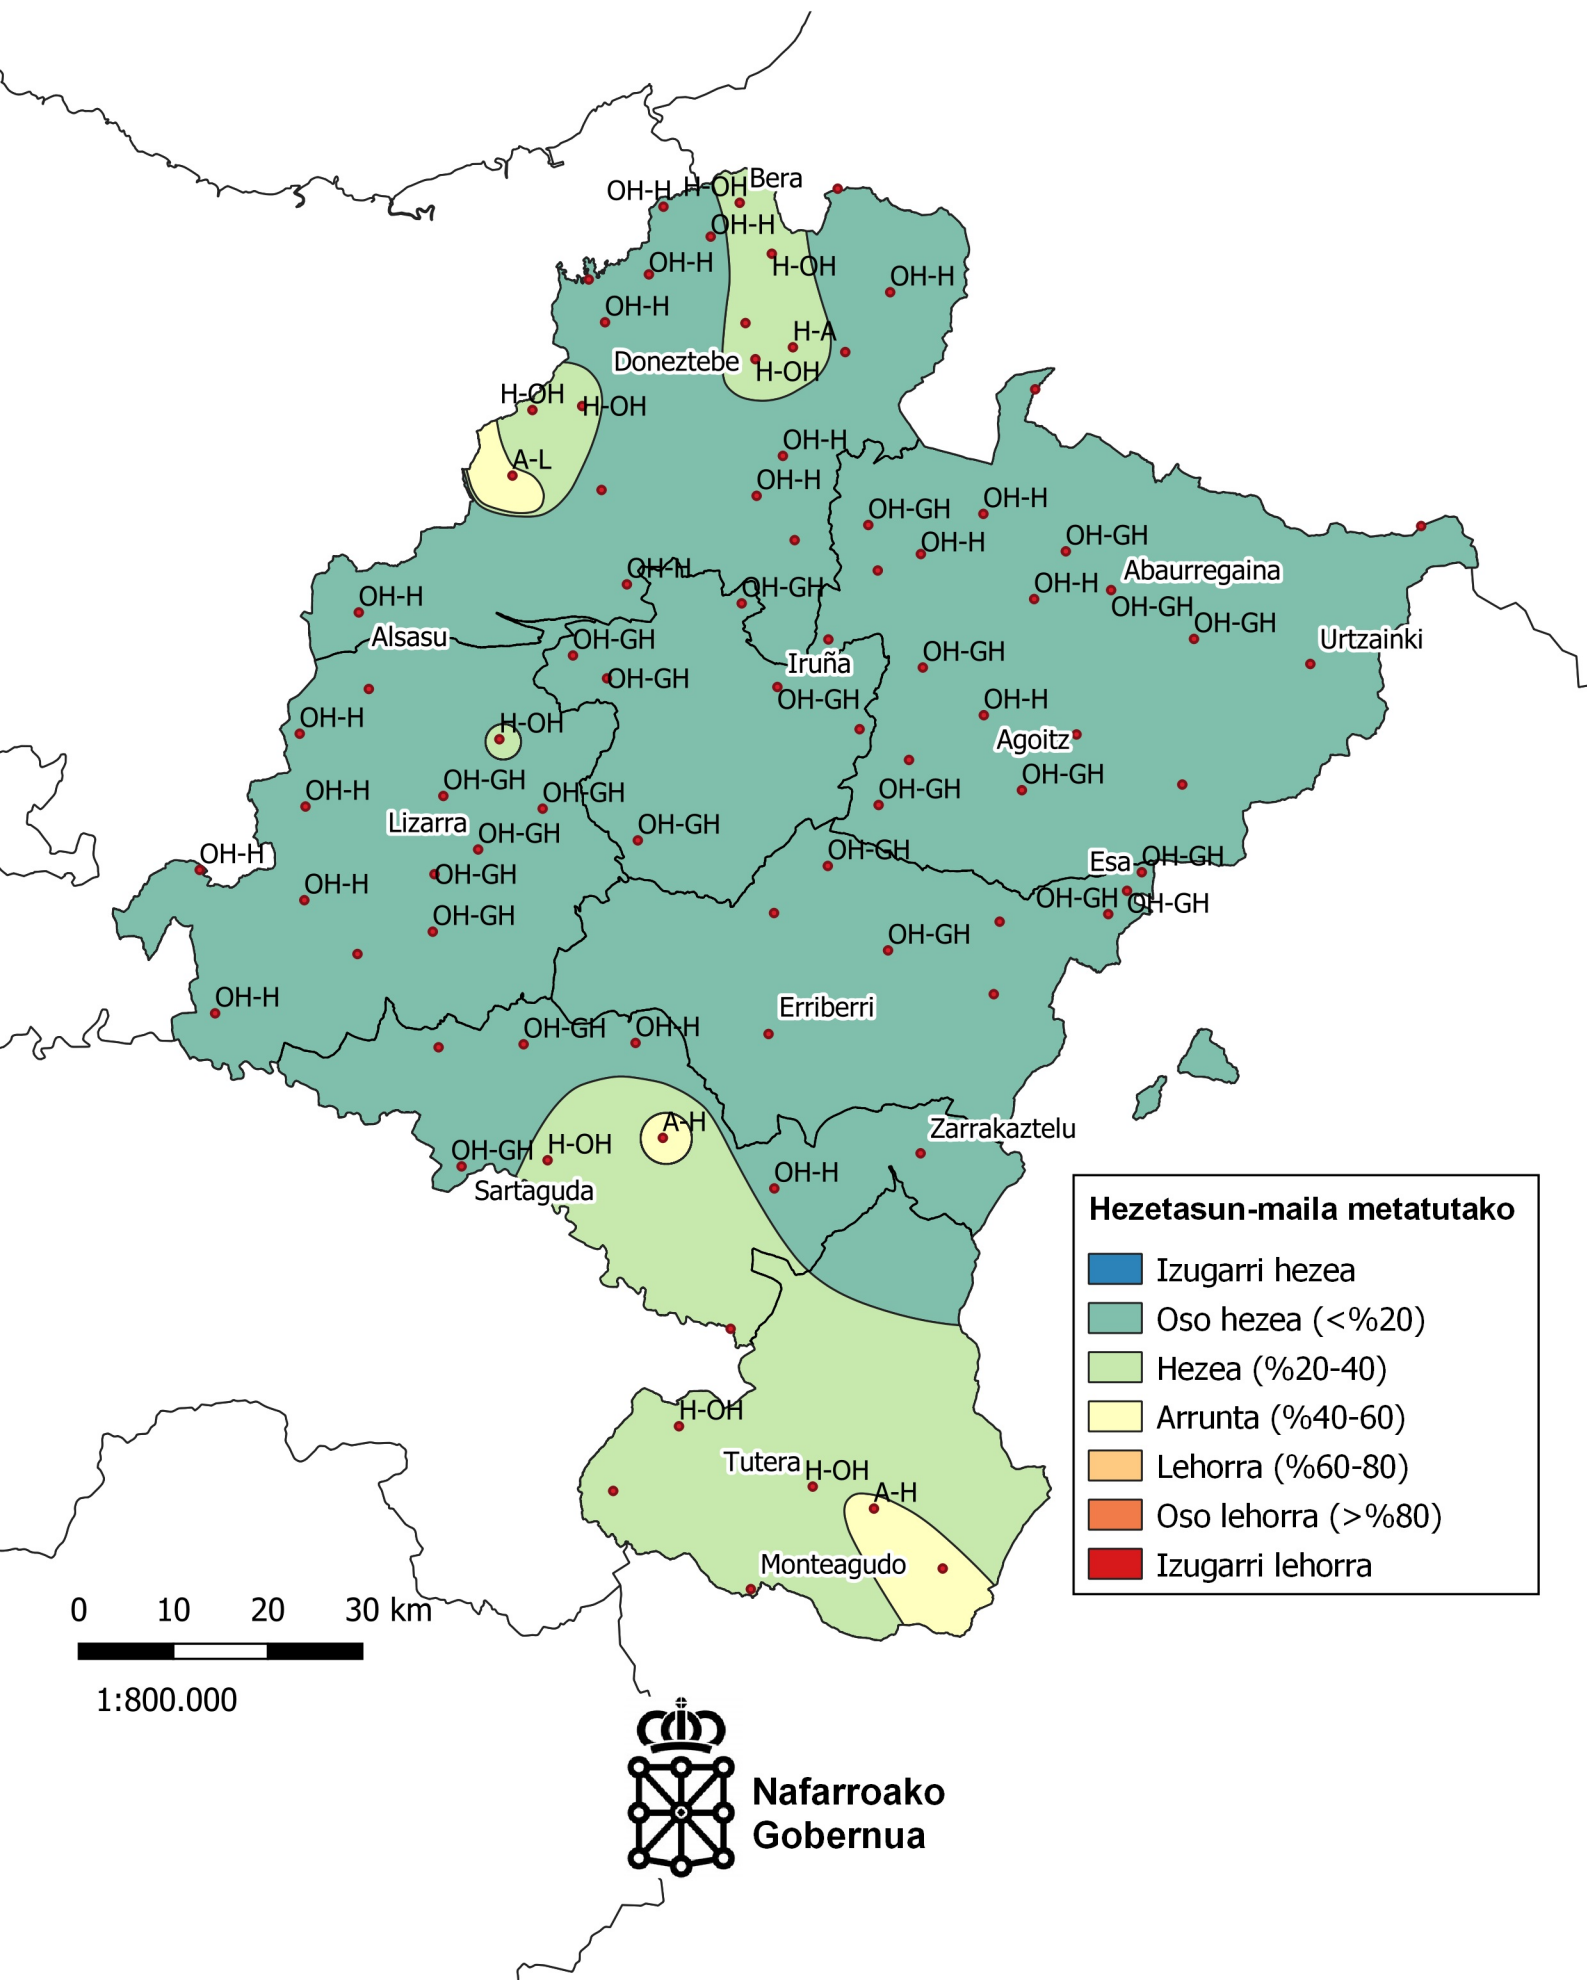 Bera
OH-H
H-OH
OH-H
OH-H
H-OH
OH-H
OH-H
H-A
Doneztebe
H-OH
H-OH
H-OH
OH-H
A-L
OH-H
OH-GH
OH-H
OH-H
OH-GH
Abaurregaina
OH-H
OH-H
OH-GH
OH-H
OH-GH
OH-GH
Alsasu
OH-GH
Urtzainki
OH-GH
Iruña
OH-GH
OH-GH
OH-H
OH-H
H-OH
Agoitz
OH-GH
OH-GH
OH-H
OH-GH
OH-GH
Lizarra
OH-GH
OH-GH
OH-H
OH-GH
Esa
OH-GH
OH-GH
OH-H
OH-GH
OH-GH
OH-GH
OH-GH
OH-H
Erriberri
OH-GH
OH-H
A-H
Zarrakaztelu
OH-GH
H-OH
OH-H
Sartaguda
Hezetasun-maila metatutako
Izugarri hezea
Oso hezea (<%20)
Hezea (%20-40)
Arrunta (%40-60)
Lehorra (%60-80)
Oso lehorra (>%80)
Izugarri lehorra
H-OH
Tutera
H-OH
A-H
Monteagudo
0 10 20 30 km
1:800.000
Nafarroako
Gobernua